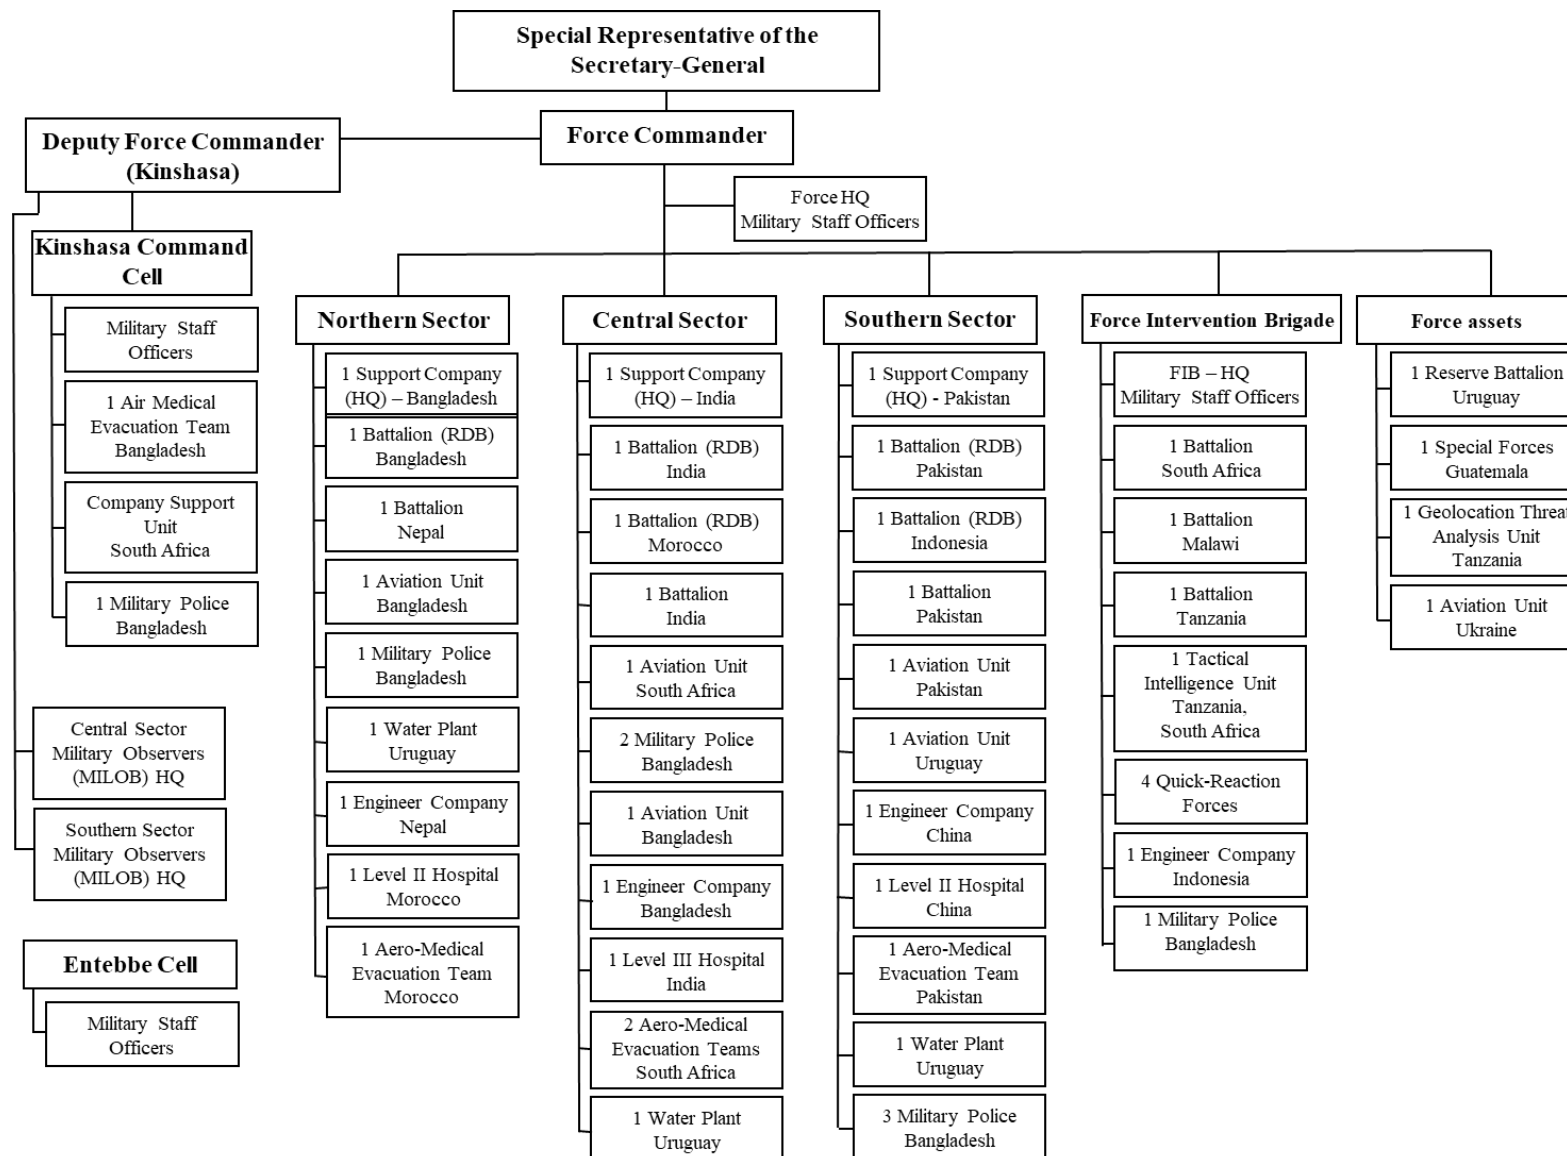 Special Representative of the
Secretary-General
Force Commander
Deputy Force Commander
(Kinshasa)
Force HQ
Military Staff Officers
Kinshasa Command
Cell
Military Staff
Officers
1 Air Medical
Evacuation Team
Bangladesh
Company Support
Unit
South Africa
1 Military Police
Bangladesh
Central Sector
Military Observers
(MILOB) HQ
Southern Sector
Military Observers
(MILOB) HQ
Entebbe Cell
Military Staff
Officers
Northern Sector
1 Support Company
(HQ) – Bangladesh
1 Battalion (RDB)
Bangladesh
1 Battalion
Nepal
1 Aviation Unit
Bangladesh
1 Military Police
Bangladesh
1 Water Plant
Uruguay
1 Engineer Company
Nepal
1 Level II Hospital
Morocco
1 Aero-Medical
Evacuation Team
Morocco
Central Sector
1 Support Company
(HQ) – India
1 Battalion (RDB)
India
1 Battalion (RDB)
Morocco
1 Battalion
India
1 Aviation Unit
South Africa
2 Military Police
Bangladesh
1 Aviation Unit
Bangladesh
1 Engineer Company
Bangladesh
1 Level III Hospital
India
2 Aero-Medical
Evacuation Teams
South Africa
1 Water Plant
Uruguay
Southern Sector
1 Support Company
(HQ) - Pakistan
1 Battalion (RDB)
Pakistan
1 Battalion (RDB)
Indonesia
1 Battalion
Pakistan
1 Aviation Unit
Pakistan
1 Aviation Unit
Uruguay
1 Engineer Company
China
1 Level II Hospital
China
1 Aero-Medical
Evacuation Team
Pakistan
1 Water Plant
Uruguay
3 Military Police
Bangladesh
Force Intervention Brigade
FIB – HQ
Military Staff Officers
1 Battalion
South Africa
1 Battalion
Malawi
1 Battalion
Tanzania
1 Tactical
Intelligence Unit
Tanzania,
South Africa
4 Quick-Reaction
Forces
1 Engineer Company
Indonesia
1 Military Police
Bangladesh
Force assets
1 Reserve Battalion
Uruguay
1 Special Forces
Guatemala
1 Geolocation Threat
Analysis Unit
Tanzania
1 Aviation Unit
Ukraine